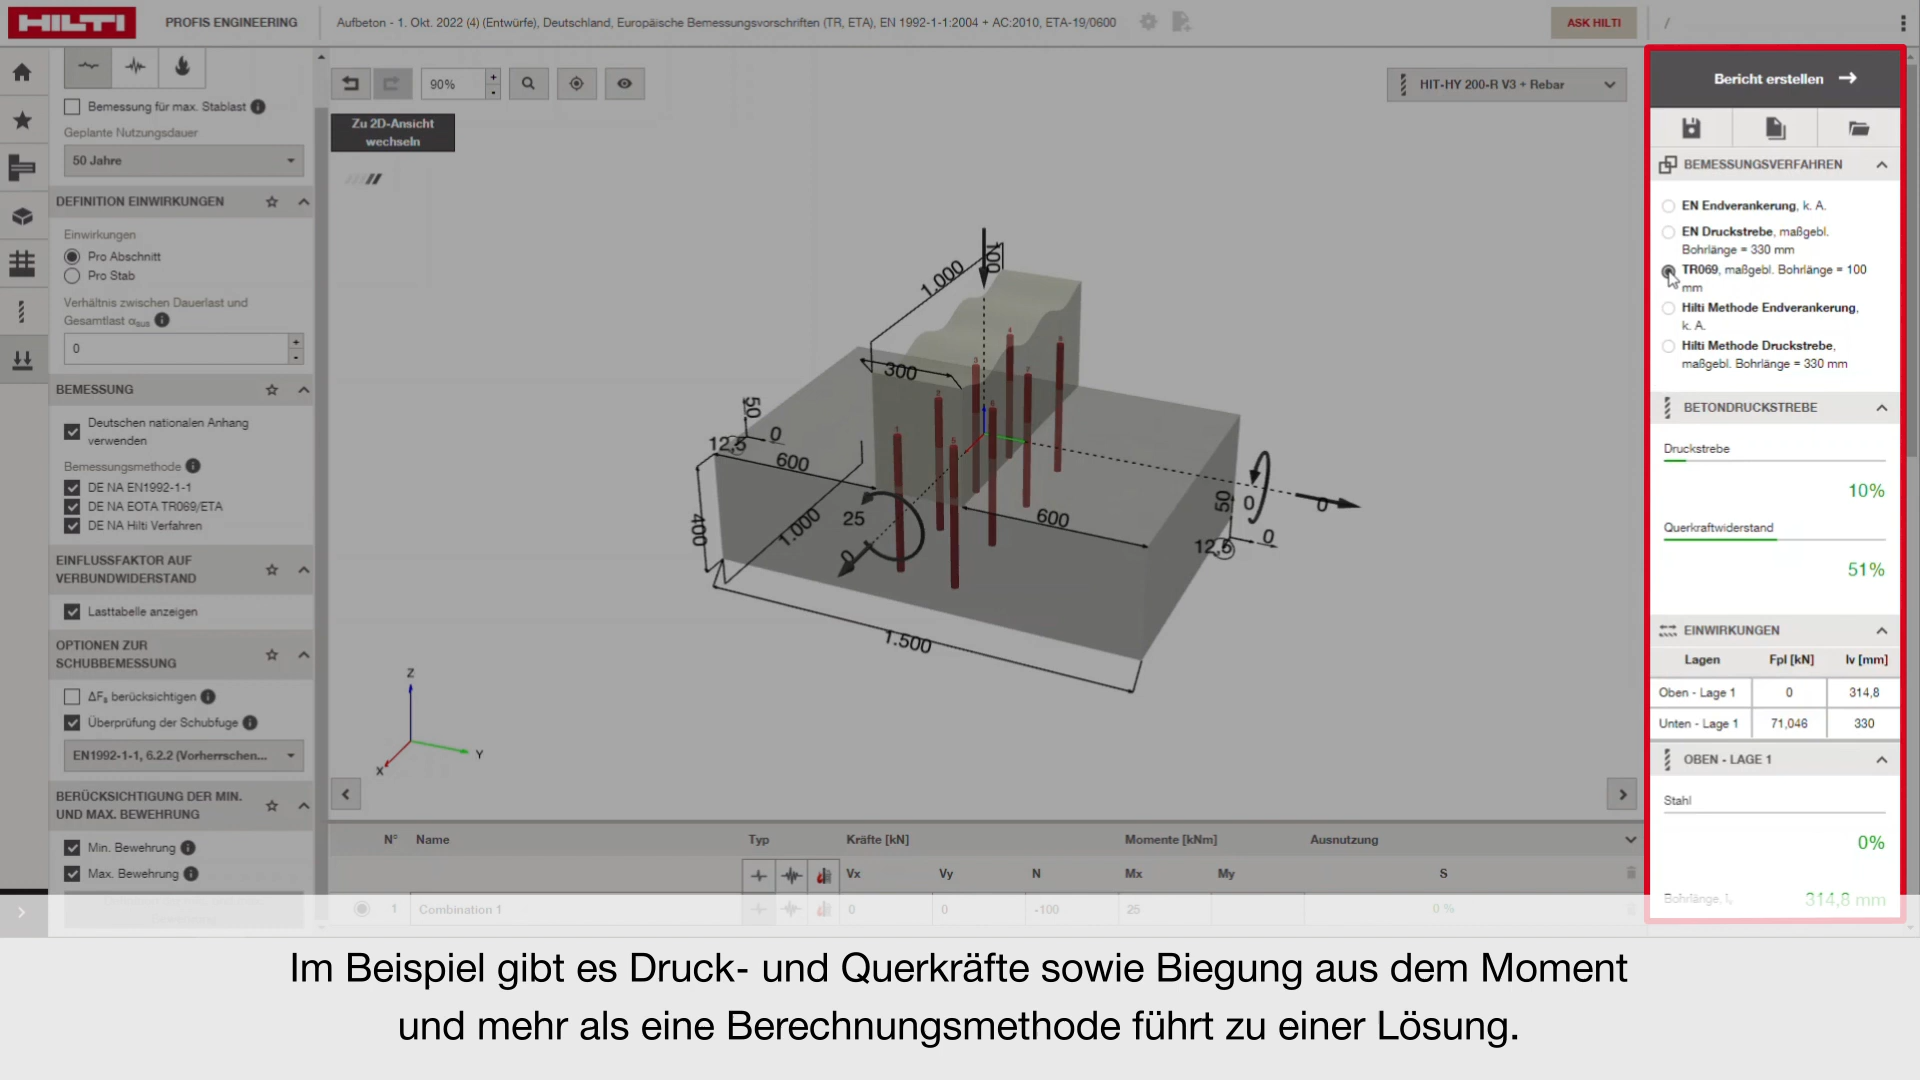 HILTI PROFIS ENGINEERING Aufbeton - 1. Okt. 2022 (4) (Entwürfe), Deutschland, Europäische Bemessungsvorschriften (TR, ETA), EN 1992-1-1:2004 + AC:2010, ETA-19/0600 ASK HILTI /
Bemessung für max. Stablast
Geplante Nutzungsdauer
50 Jahre
DEFINITION EINWIRKUNGEN
Einwirkungen
Pro Abschnitt
Pro Stab
Verhältnis zwischen Dauerlast und
Gesamtlast αsus
0
BEMESSUNG
Deutschen nationalen Anhang
verwenden
Bemessungsmethode
DE NA EN1992-1-1
DE NA EOTA TR069/ETA
DE NA Hilti Verfahren
EINFLUSSFAKTOR AUF
VERBUNDWIDERSTAND
Lasttabelle anzeigen
OPTIONEN ZUR
SCHUBBEMESSUNG
ΔFs berücksichtigen
Überprüfung der Schubfuge
EN1992-1-1, 6.2.2 (Vorherrschen...
BERÜCKSICHTIGUNG DER MIN.
UND MAX. BEWEHRUNG
Min. Bewehrung
Max. Bewehrung
90%
HIT-HY 200-R V3 + Rebar
Zu 2D-Ansicht
wechseln
100
1.000
300
50
12,5 0
600
400
1.000
25
0
600
50
0
0
12,5 0
1.500
Z
Y
X
N° Name Typ Kräfte [kN] Momente [kNm] Ausnutzung
Vx Vy N Mx My S
1 Combination 1 0 0 -100 25 0 %
Bericht erstellen
BEMESSUNGSVERFAHREN
EN Endverankerung, k. A.
EN Druckstrebe, maßgebl.
Bohrlänge = 330 mm
TR069, maßgebl. Bohrlänge = 100
mm
Hilti Methode Endverankerung,
k. A.
Hilti Methode Druckstrebe,
maßgebl. Bohrlänge = 330 mm
BETONDRUCKSTREBE
Druckstrebe
10%
Querkraftwiderstand
51%
EINWIRKUNGEN
Lagen Fpl [kN] lv [mm]
Oben - Lage 1 0 314,8
Unten - Lage 1 71,046 330
OBEN - LAGE 1
Stahl
0%
Bohrlänge, lv 314,8 mm
Im Beispiel gibt es Druck- und Querkräfte sowie Biegung aus dem Moment
und mehr als eine Berechnungsmethode führt zu einer Lösung.